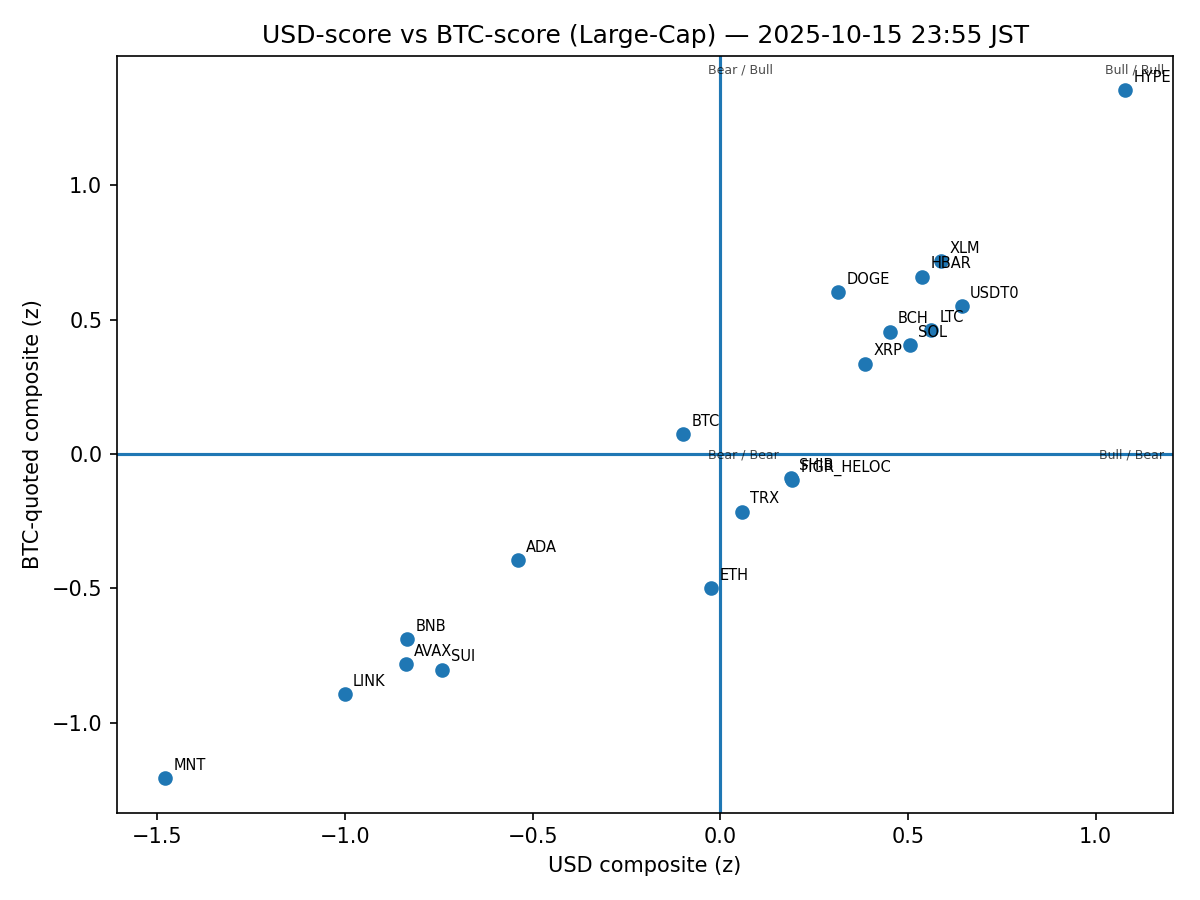 USD-score vs BTC-score (Large-Cap) — 2025-10-15 23:55 JST
Bear / Bull
Bull / Bull
HYPE
1.0
XLM
HBAR
DOGE
USDT0
0.5
BCH
LTC
SOL
XRP
BTC
0.0
Bear / Bear
Bull / Bear
SHIB
FIGR_HELOC
TRX
ADA
ETH
−0.5
BNB
AVAX
SUI
LINK
−1.0
MNT
BTC-quoted composite (z)
−1.5
−1.0
−0.5
0.0
0.5
1.0
USD composite (z)